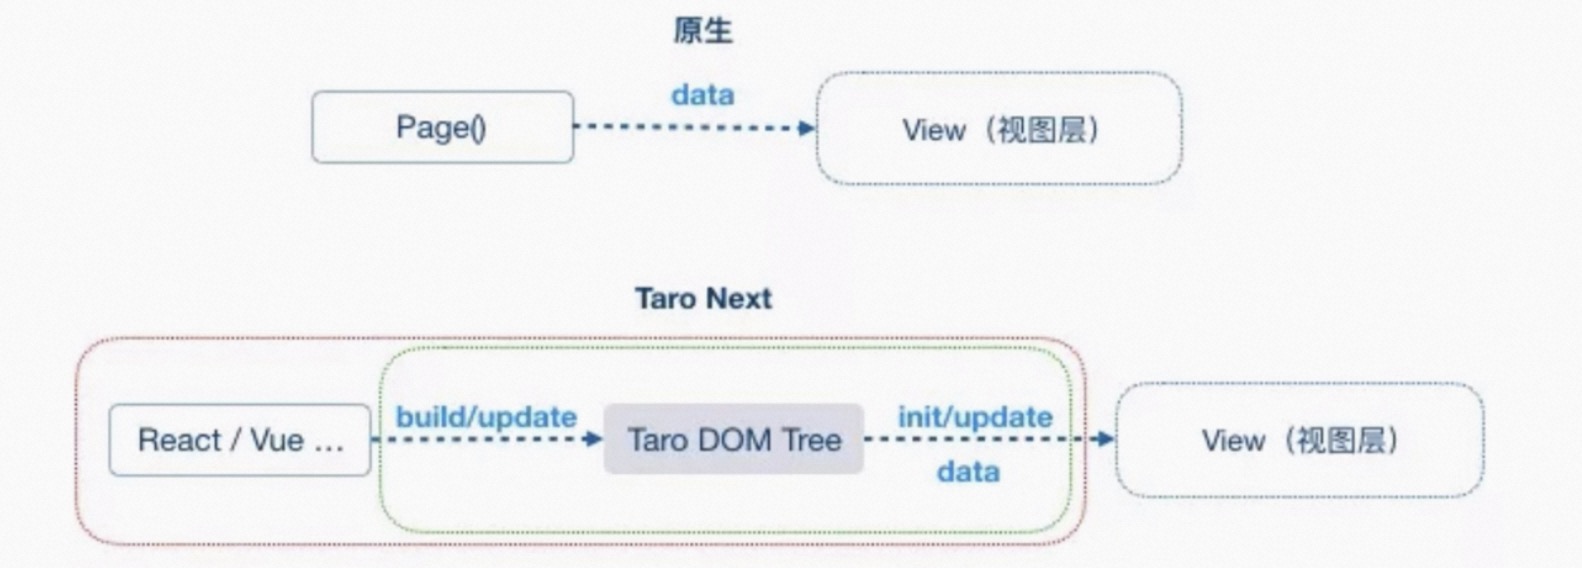 原生
data
Page()
View（视图层）
Taro Next
build/update
init/update
React / Vue ...
Taro DOM Tree
View（视图层）
data